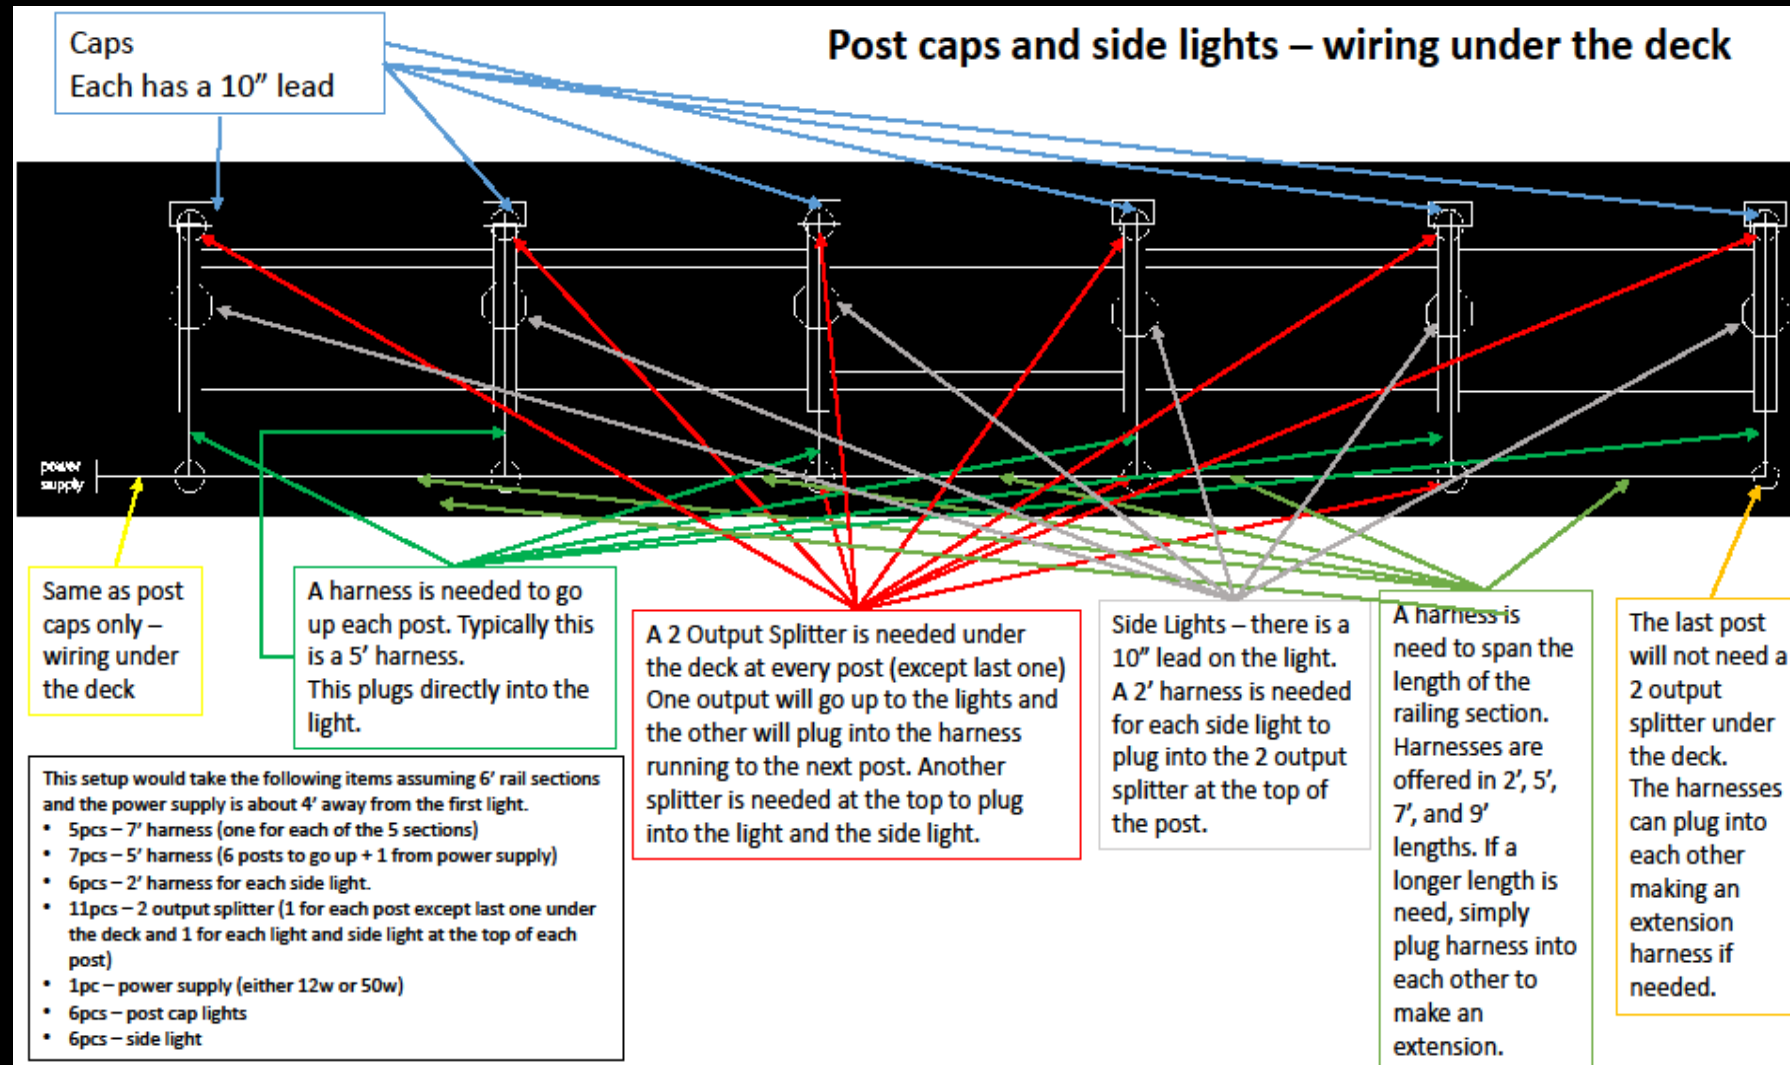 Caps
Each has a 10” lead
Post caps and side lights – wiring under the deck
power
supply
Same as post
caps only –
wiring under
the deck
A harness is needed to go
up each post. Typically this
is a 5’ harness.
This plugs directly into the
light.
A 2 Output Splitter is needed under
the deck at every post (except last one)
One output will go up to the lights and
the other will plug into the harness
running to the next post. Another
splitter is needed at the top to plug
into the light and the side light.
Side Lights – there is a
10” lead on the light.
A 2’ harness is needed
for each side light to
plug into the 2 output
splitter at the top of
the post.
A harness is
need to span the
length of the
railing section.
Harnesses are
offered in 2’, 5’,
7’, and 9’
lengths. If a
longer length is
need, simply
plug harness into
each other to
make an
extension.
The last post
will not need a
2 output
splitter under
the deck.
The harnesses
can plug into
each other
making an
extension
harness if
needed.
This setup would take the following items assuming 6’ rail sections
and the power supply is about 4’ away from the first light.
• 5pcs – 7’ harness (one for each of the 5 sections)
• 7pcs – 5’ harness (6 posts to go up + 1 from power supply)
• 6pcs – 2’ harness for each side light.
• 11pcs – 2 output splitter (1 for each post except last one under
the deck and 1 for each light and side light at the top of each
post)
• 1pc – power supply (either 12w or 50w)
• 6pcs – post cap lights
• 6pcs – side light